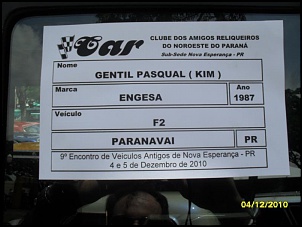 Car
CLUBE DOS AMIGOS RELIQUEIROS
DO NOROESTE DO PARANÁ
Sub-Sede Nova Esperança - PR
Nome
GENTIL PASQUAL ( KIM )
Marca
ENGESA
Ano
1987
Veículo
F2
PARANAVAI
PR
9º Encontro de Veículos Antigos de Nova Esperança - PR
4 e 5 de Dezembro de 2010
04/12/2010